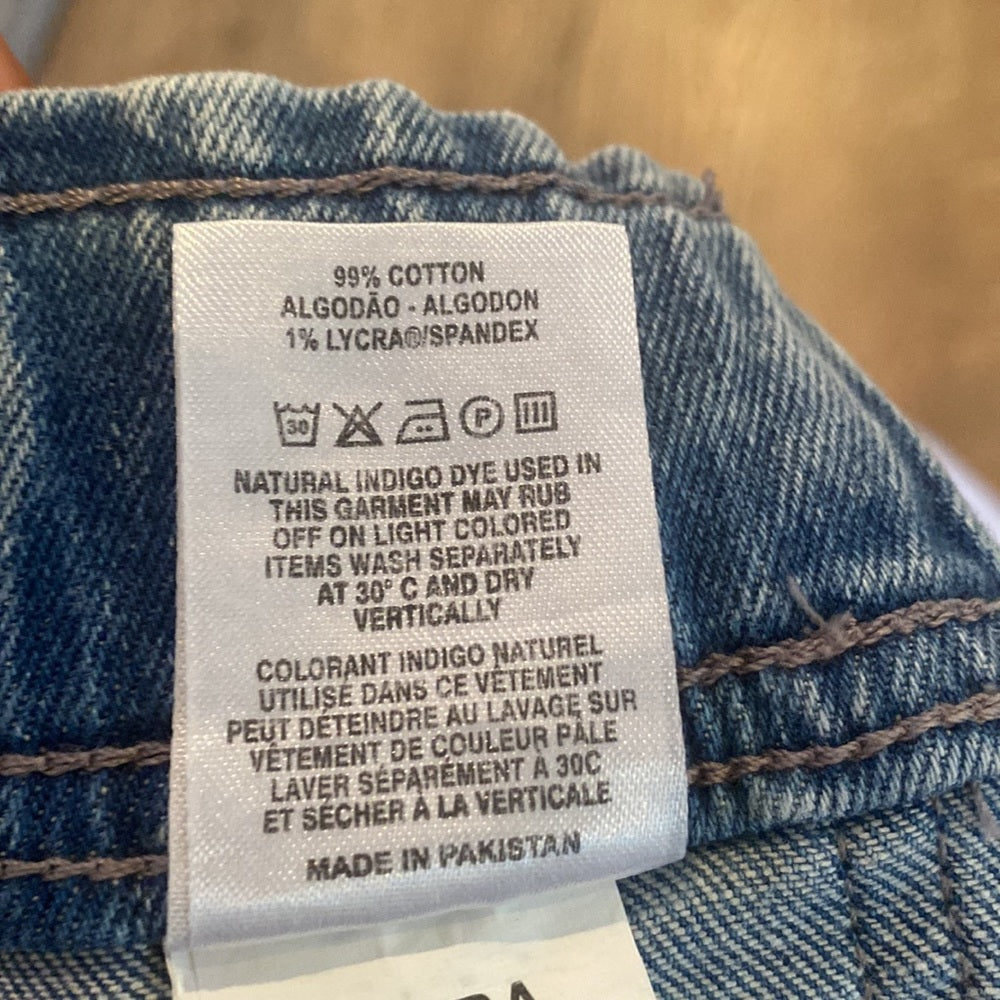 99% COTTON
ALGODÃO - ALGODON
1% LYCRA®/SPANDEX
30 P
NATURAL INDIGO DYE USED IN
THIS GARMENT MAY RUB
OFF ON LIGHT COLORED
ITEMS WASH SEPARATELY
AT 30° C AND DRY
VERTICALLY
COLORANT INDIGO NATUREL
UTILISÉ DANS CE VÊTEMENT
PEUT DÉTEINDRE AU LAVAGE SUR
VÊTEMENT DE COULEUR PÂLE
LAVER SÉPARÉMENT À 30C
ET SÉCHER À LA VERTICALE
MADE IN PAKISTAN